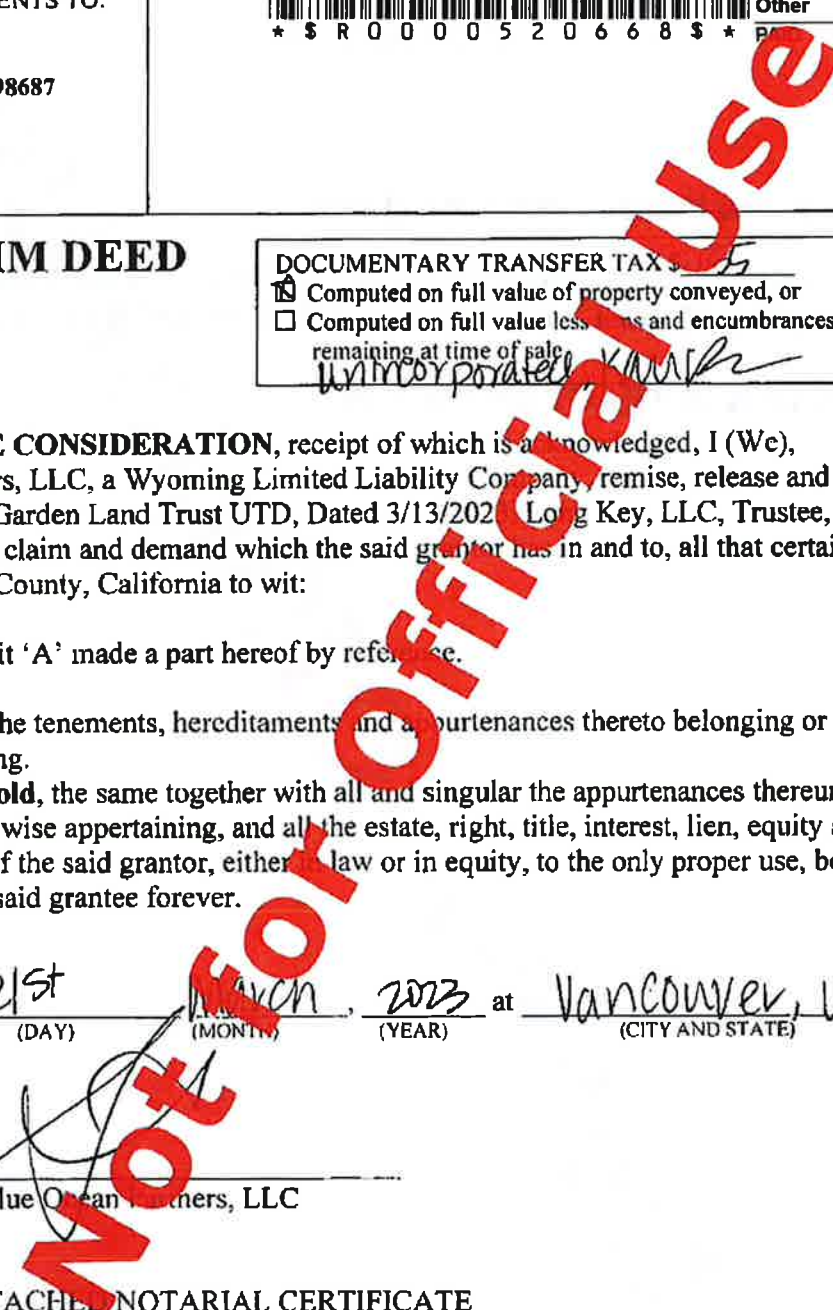 ENTS TO:
Other
* $ R 0 0 0 0 5 2 0 6 6 8 $ *
98687
IM DEED
DOCUMENTARY TRANSFER TAX $
Computed on full value of property conveyed, or
Computed on full value less and encumbrances
remaining at time of sale
unincorporated
CONSIDERATION, receipt of which is acknowledged, I (We),
s, LLC, a Wyoming Limited Liability Company, remise, release and
Garden Land Trust UTD, Dated 3/13/202 Long Key, LLC, Trustee,
claim and demand which the said grantor has in and to, all that certai
County, California to wit:
it ‘A’ made a part hereof by reference.
he tenements, hereditaments and appurtenances thereto belonging or
ng.
old, the same together with all and singular the appurtenances thereun
wise appertaining, and all the estate, right, title, interest, lien, equity
f the said grantor, either in law or in equity, to the only proper use, be
said grantee forever.
21st March, 2023 at Vancouver,
(DAY) (MONTH) (YEAR) (CITY AND STATE)
lue Ocean Partners, LLC
TACHED NOTARIAL CERTIFICATE
Not for Official Use